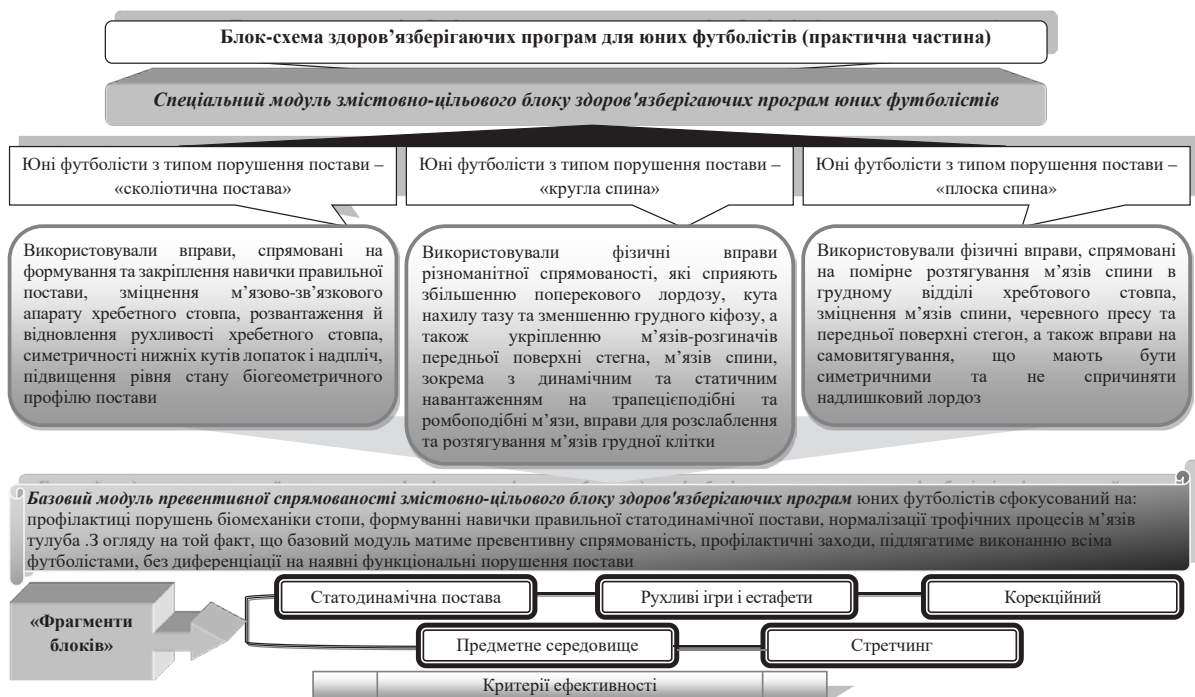 Блок-схема здоров’язберігаючих програм для юних футболістів (практична частина)
Спеціальний модуль змістовно-цільового блоку здоров'язберігаючих програм юних футболістів
Юні футболісти з типом порушення постави –
«сколіотична постава»
Юні футболісти з типом порушення постави –
«кругла спина»
Юні футболісти з типом порушення постави –
«плоска спина»
Використовували вправи, спрямовані на
формування та закріплення навички правильної
постави, зміцнення м’язово-зв’язкового
апарату хребетного стовпа, розвантаження й
відновлення рухливості хребетного стовпа,
симетричності нижніх кутів лопаток і надпліч,
підвищення рівня стану біогеометричного
профілю постави
Використовували фізичні вправи
різноманітної спрямованості, які сприяють
збільшенню поперекового лордозу, кута
нахилу тазу та зменшенню грудного кіфозу, а
також укріпленню м’язів-розгиначів
передньої поверхні стегна, м’язів спини,
зокрема з динамічним та статичним
навантаженням на трапецієподібні та
ромбоподібні м’язи, вправи для розслаблення
та розтягування м’язів грудної клітки
Використовували фізичні вправи, спрямовані
на помірне розтягування м’язів спини в
грудному відділі хребтового стовпа,
зміцнення м’язів спини, черевного пресу та
передньої поверхні стегон, а також вправи на
самовитягування, що мають бути
симетричними та не спричиняти
надлишковий лордоз
Базовий модуль превентивної спрямованості змістовно-цільового блоку здоров'язберігаючих програм юних футболістів сфокусований на:
профілактиці порушень біомеханіки стопи, формуванні навички правильної статодинамічної постави, нормалізації трофічних процесів м’язів
тулуба .З огляду на той факт, що базовий модуль матиме превентивну спрямованість, профілактичні заходи, підлягатиме виконанню всіма
футболістами, без диференціації на наявні функціональні порушення постави
«Фрагменти
блоків»
Статодинамічна постава
Рухливі ігри і естафети
Корекційний
Предметне середовище
Стретчинг
Критерії ефективності